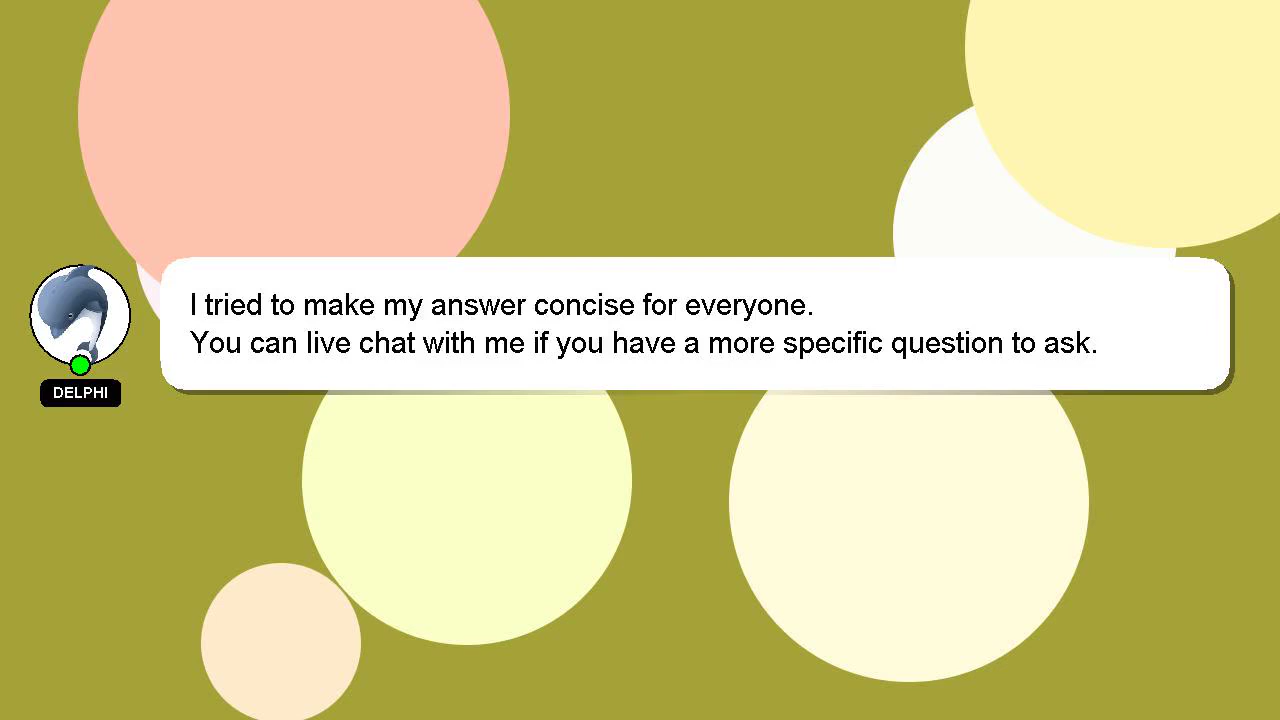 I tried to make my answer concise for everyone.
You can live chat with me if you have a more specific question to ask.
DELPHI